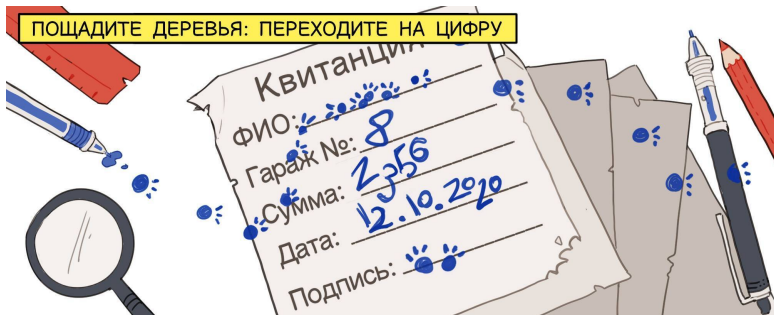 ПОЩАДИТЕ ДЕРЕВЬЯ: ПЕРЕХОДИТЕ НА ЦИФРУ
Квитанция
ФИО:
Гараж №: 8
Сумма: 2356
Дата: 12.10.2020
Подпись: